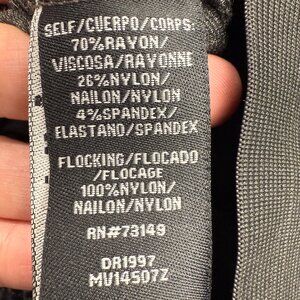 SELF/CUERPO/CORPS:
70%RAYON/
VISCOSA/RAYONNE
26%NYLON/
NAILON/NYLON
4%SPANDEX/
ELASTAND/SPANDEX
FLOCKING/FLOCADO
/FLOCAGE
100%NYLON/
NAILON/NYLON
RN#73149
DR1997
MV14507Z